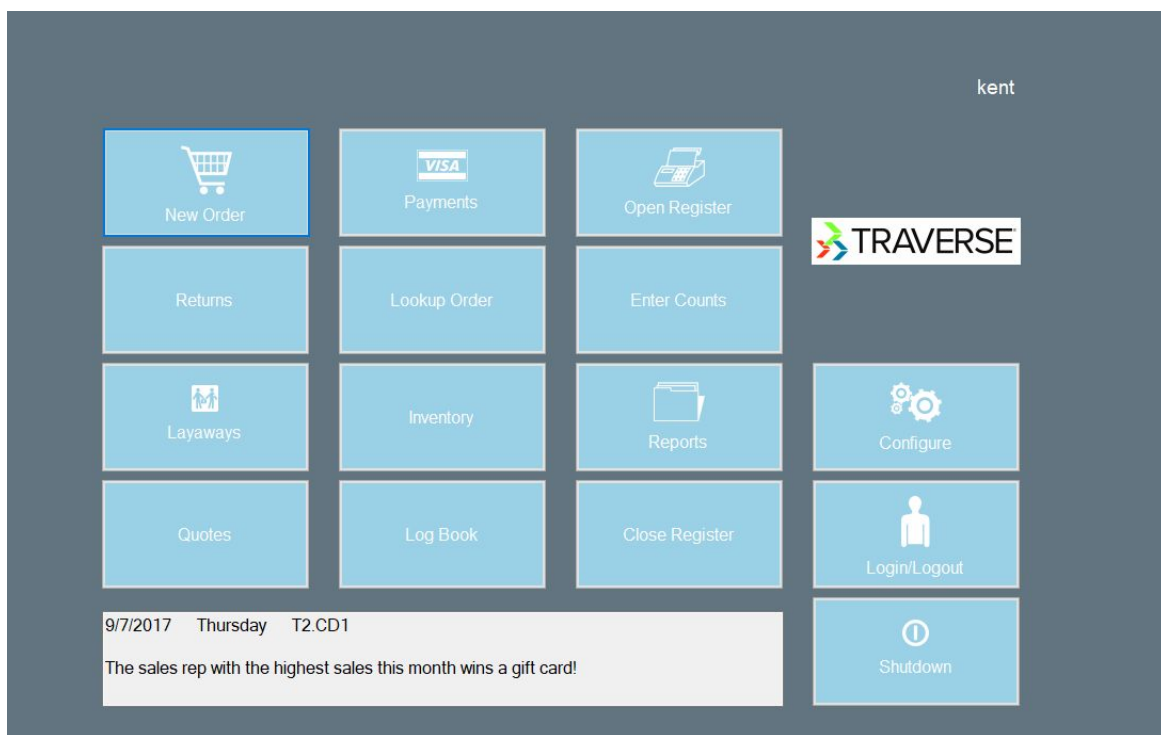 kent
New Order
VISA
Payments
Open Register
TRAVERSE
Returns
Lookup Order
Enter Counts
Layaways
Inventory
Reports
Configure
Quotes
Log Book
Close Register
Login/Logout
9/7/2017 Thursday T2.CD1
The sales rep with the highest sales this month wins a gift card!
Shutdown